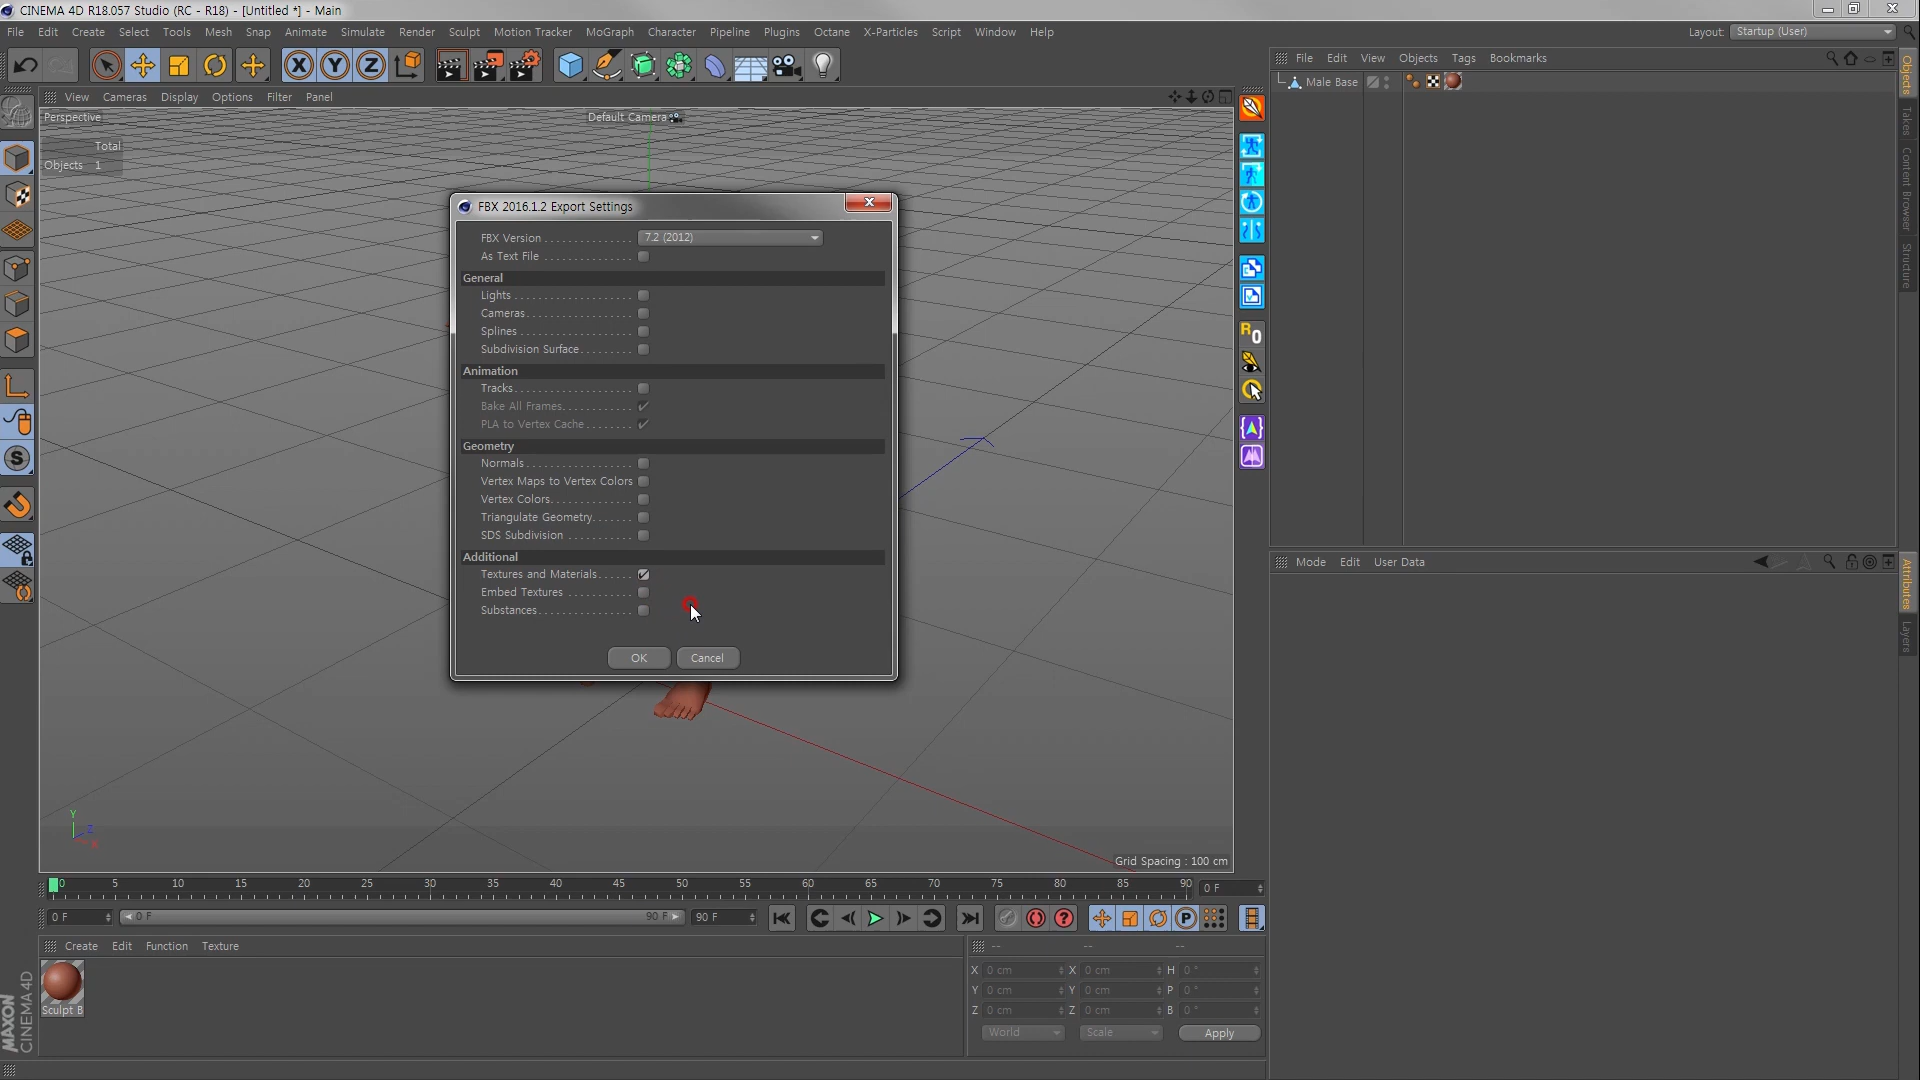 CINEMA 4D R18.057 Studio (RC - R18) - [Untitled *] - Main
File Edit Create Select Tools Mesh Snap Animate Simulate Render Sculpt Motion Tracker MoGraph Character Pipeline Plugins Octane X-Particles Script Window Help
Layout: Startup (User)
File Edit View Objects Tags Bookmarks
Male Base
Objects
Takes
Content Browser
Structure
View Cameras Display Options Filter Panel
Perspective
Default Camera
Total
Objects 1
FBX 2016.1.2 Export Settings
FBX Version 7.2 (2012)
As Text File
General
Lights
Cameras
Splines
Subdivision Surface
Animation
Tracks
Bake All Frames
PLA to Vertex Cache
Geometry
Normals
Vertex Maps to Vertex Colors
Vertex Colors
Triangulate Geometry
SDS Subdivision
Additional
Textures and Materials
Embed Textures
Substances
OK Cancel
Mode Edit User Data
Attributes
Layers
Y
Z
X
Grid Spacing : 100 cm
0 5 10 15 20 25 30 35 40 45 50 55 60 65 70 75 80 85 90
0 F
0 F 0 F 90 F 90 F
Create Edit Function Texture
Sculpt B
-- -- --
X 0 cm X 0 cm H 0 °
Y 0 cm Y 0 cm P 0 °
Z 0 cm Z 0 cm B 0 °
World Scale Apply
MAXON
CINEMA 4D